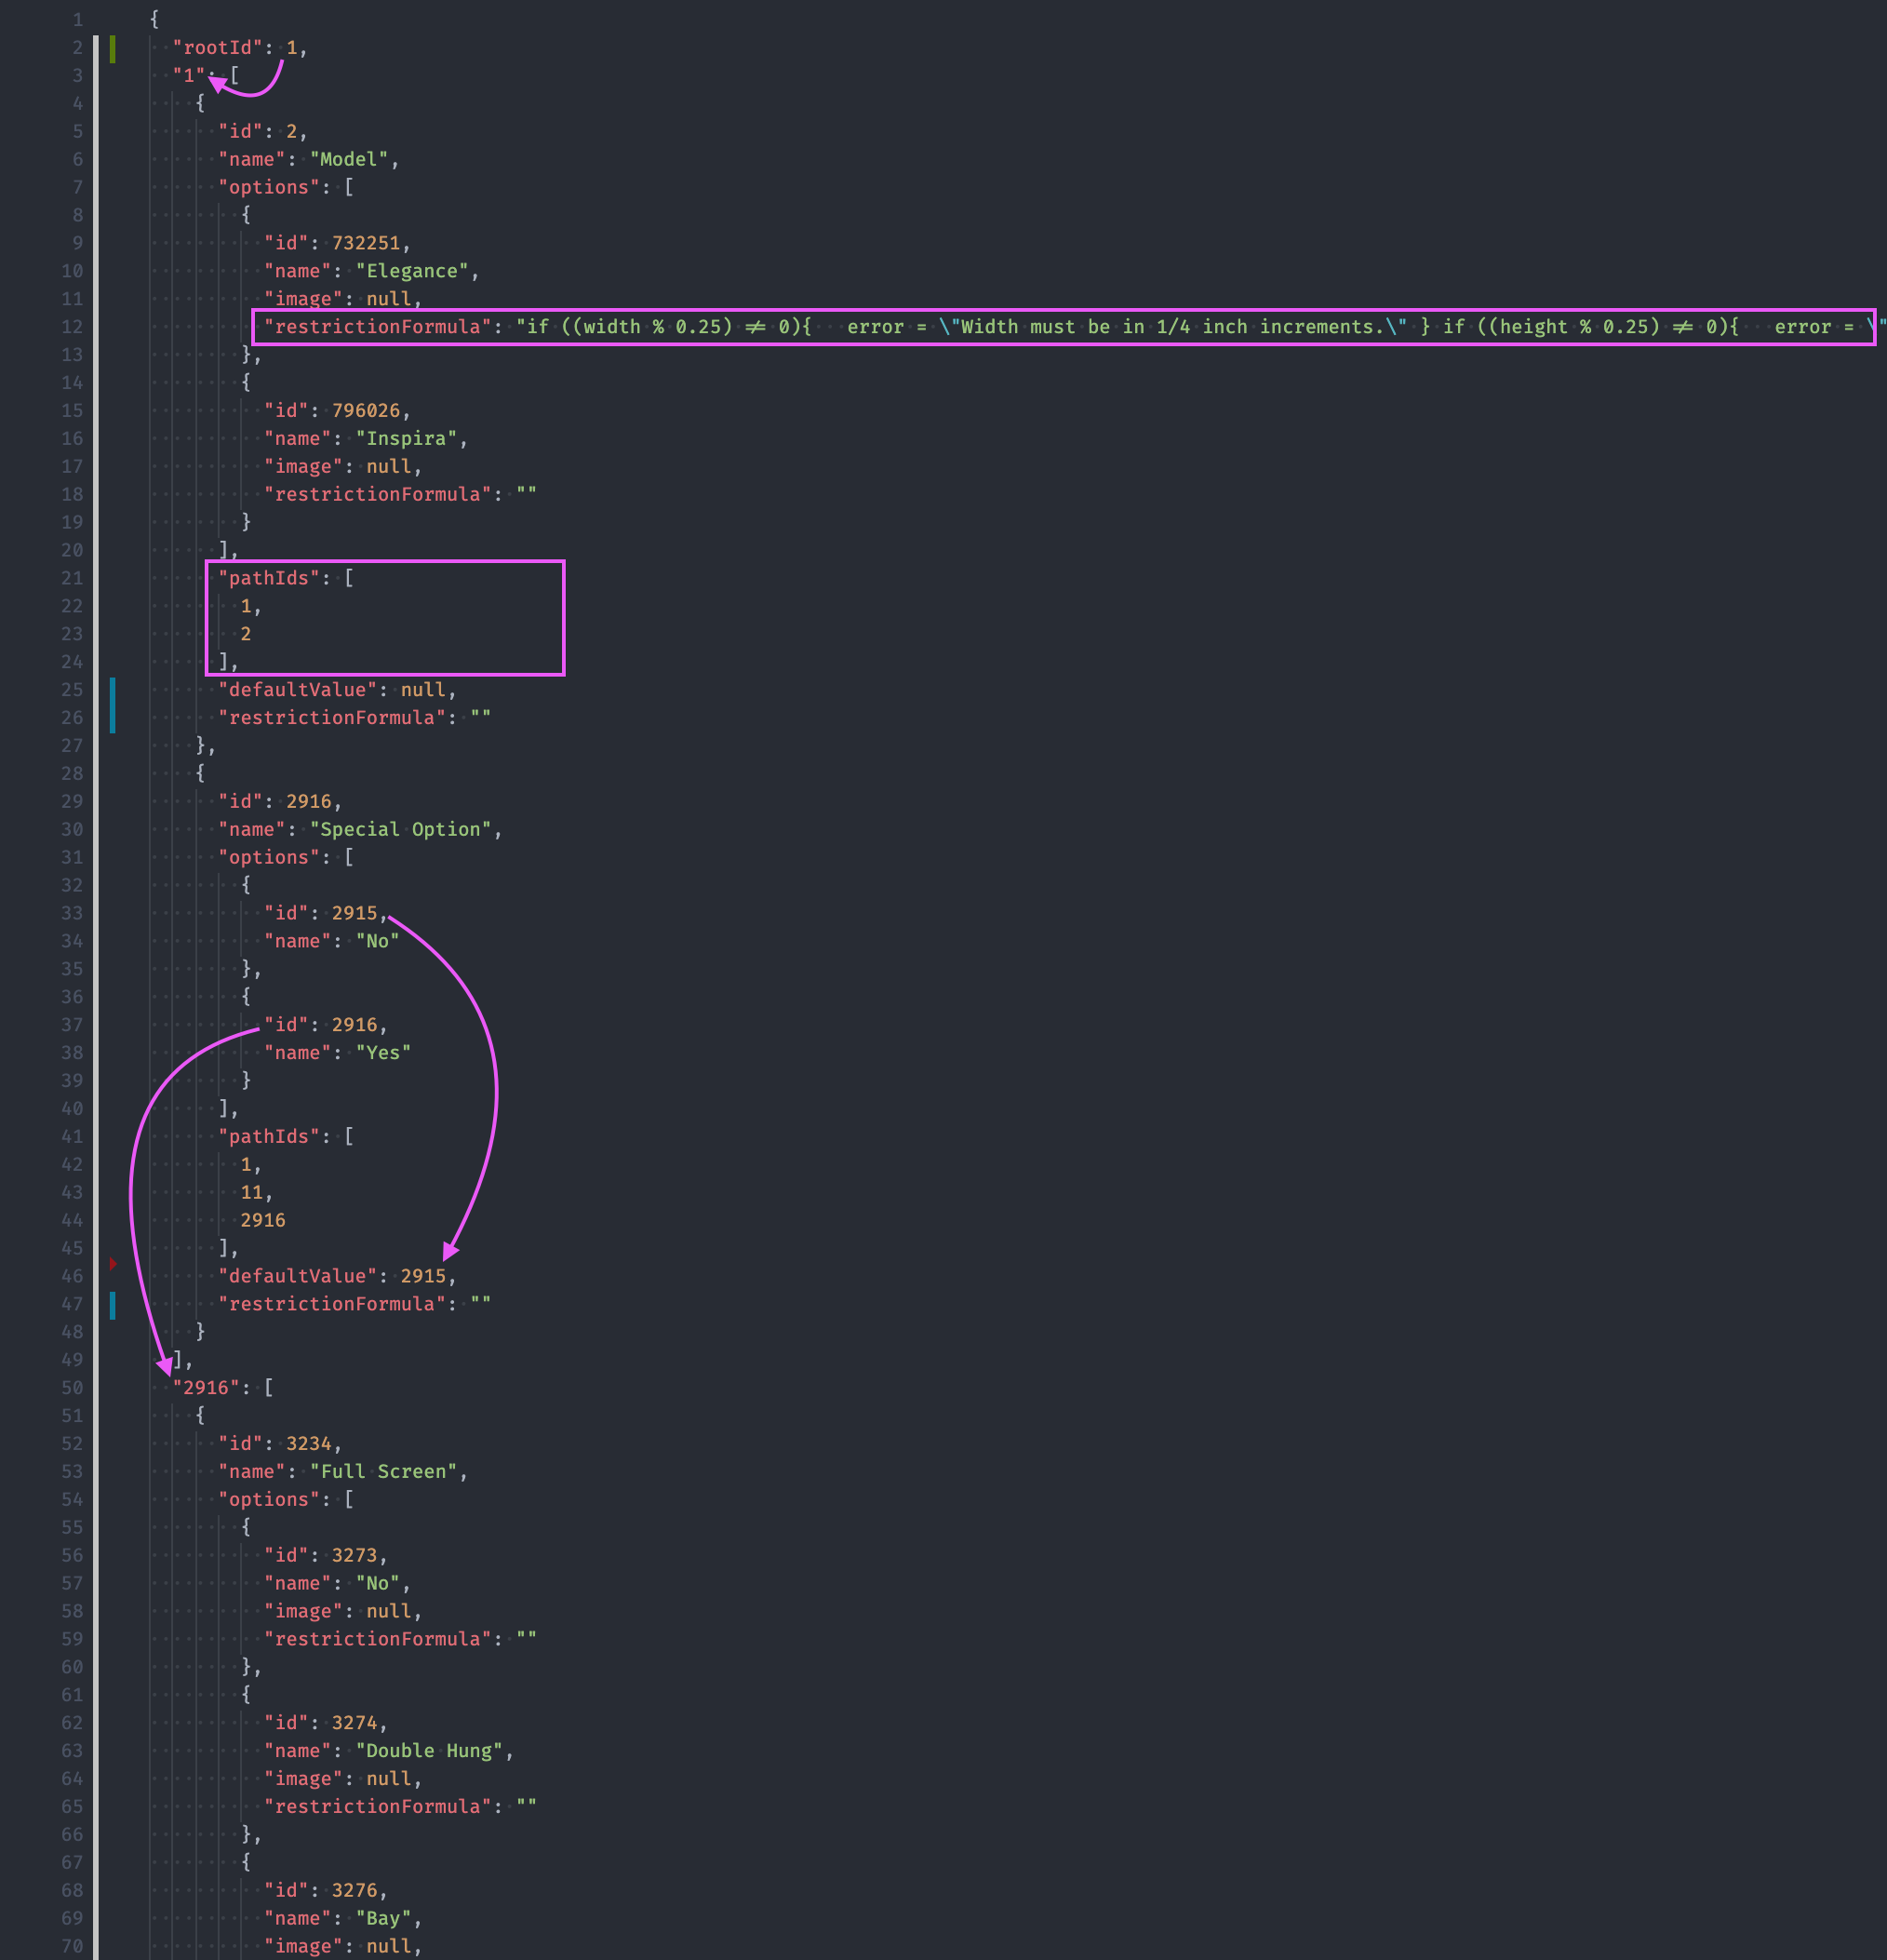 1 {
2 "rootId": 1,
3 "1": [
4 {
5 "id": 2,
6 "name": "Model",
7 "options": [
8 {
9 "id": 732251,
10 "name": "Elegance",
11 "image": null,
12 "restrictionFormula": "if ((width % 0.25) != 0){   error = \"Width must be in 1/4 inch increments.\" } if ((height % 0.25) != 0){   error = \"
13 },
14 {
15 "id": 796026,
16 "name": "Inspira",
17 "image": null,
18 "restrictionFormula": ""
19 }
20 ],
21 "pathIds": [
22 1,
23 2
24 ],
25 "defaultValue": null,
26 "restrictionFormula": ""
27 },
28 {
29 "id": 2916,
30 "name": "Special Option",
31 "options": [
32 {
33 "id": 2915,
34 "name": "No"
35 },
36 {
37 "id": 2916,
38 "name": "Yes"
39 }
40 ],
41 "pathIds": [
42 1,
43 11,
44 2916
45 ],
46 "defaultValue": 2915,
47 "restrictionFormula": ""
48 }
49 ],
50 "2916": [
51 {
52 "id": 3234,
53 "name": "Full Screen",
54 "options": [
55 {
56 "id": 3273,
57 "name": "No",
58 "image": null,
59 "restrictionFormula": ""
60 },
61 {
62 "id": 3274,
63 "name": "Double Hung",
64 "image": null,
65 "restrictionFormula": ""
66 },
67 {
68 "id": 3276,
69 "name": "Bay",
70 "image": null,